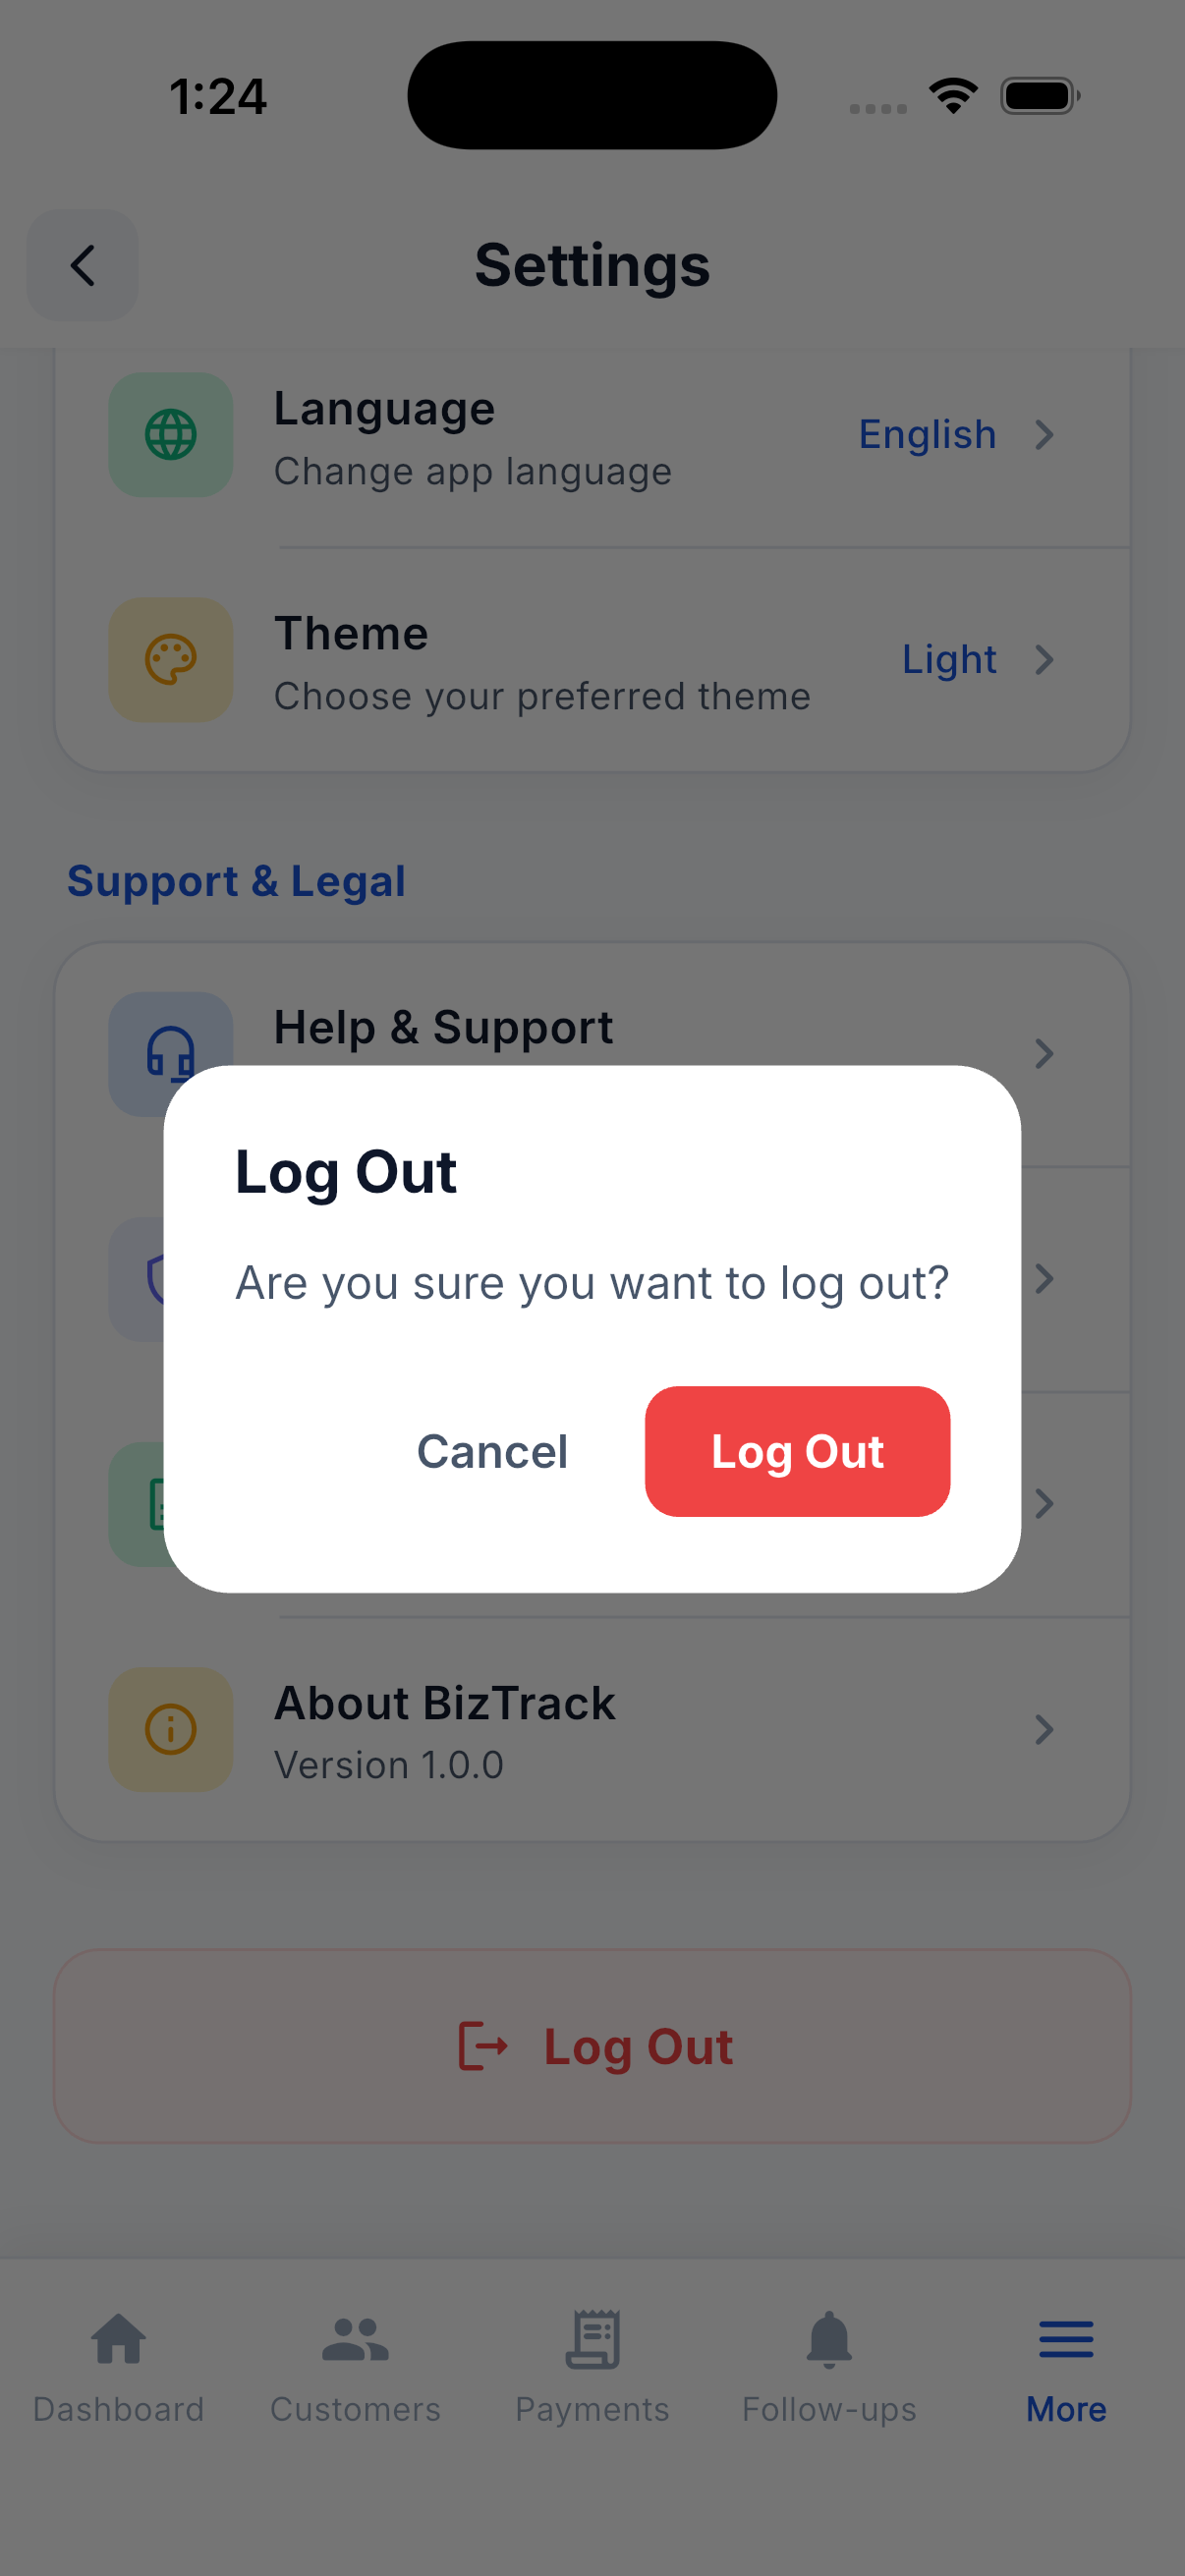 1:24
Settings
Language
Change app language
English
Theme
Choose your preferred theme
Light
Support & Legal
Help & Support
Log Out
Are you sure you want to log out?
Cancel
Log Out
About BizTrack
Version 1.0.0
Log Out
Dashboard
Customers
Payments
Follow-ups
More